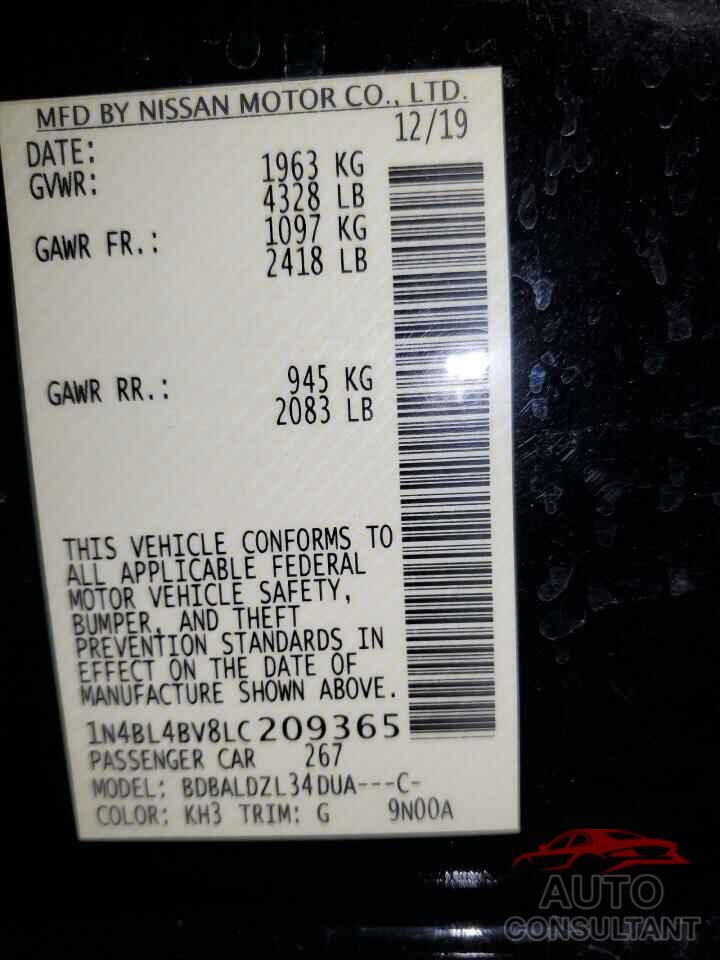 MFD BY NISSAN MOTOR CO., LTD.
DATE: 12/19
GVWR: 1963 KG
4328 LB
GAWR FR.: 1097 KG
2418 LB
GAWR RR.: 945 KG
2083 LB
THIS VEHICLE CONFORMS TO
ALL APPLICABLE FEDERAL
MOTOR VEHICLE SAFETY,
BUMPER, AND THEFT
PREVENTION STANDARDS IN
EFFECT ON THE DATE OF
MANUFACTURE SHOWN ABOVE.
1N4BL4BV8LC209365
PASSENGER CAR 267
MODEL: BDBALDZL34DUA---C-
COLOR: KH3 TRIM: G 9N00A
AUTO
CONSULTANT